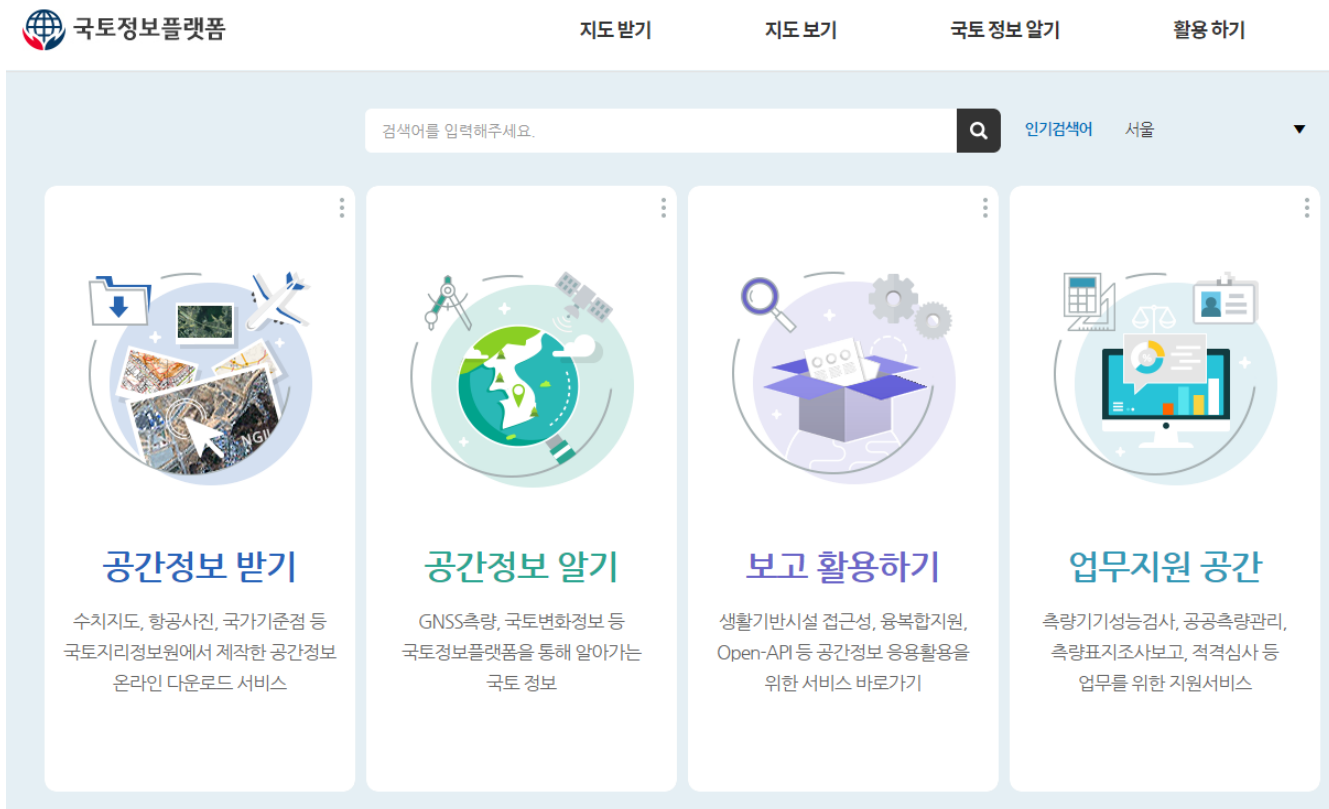 국토정보플랫폼
지도 받기
지도 보기
국토 정보 알기
활용 하기
검색어를 입력해주세요.
인기검색어
서울
NGII
공간정보 받기
수치지도, 항공사진, 국가기준점 등
국토지리정보원에서 제작한 공간정보
온라인 다운로드 서비스
공간정보 알기
GNSS측량, 국토변화정보 등
국토정보플랫폼을 통해 알아가는
국토 정보
보고 활용하기
생활기반시설 접근성, 융복합지원,
Open-API 등 공간정보 응용활용을
위한 서비스 바로가기
업무지원 공간
측량기기성능검사, 공공측량관리,
측량표지조사보고, 적격심사 등
업무를 위한 지원서비스